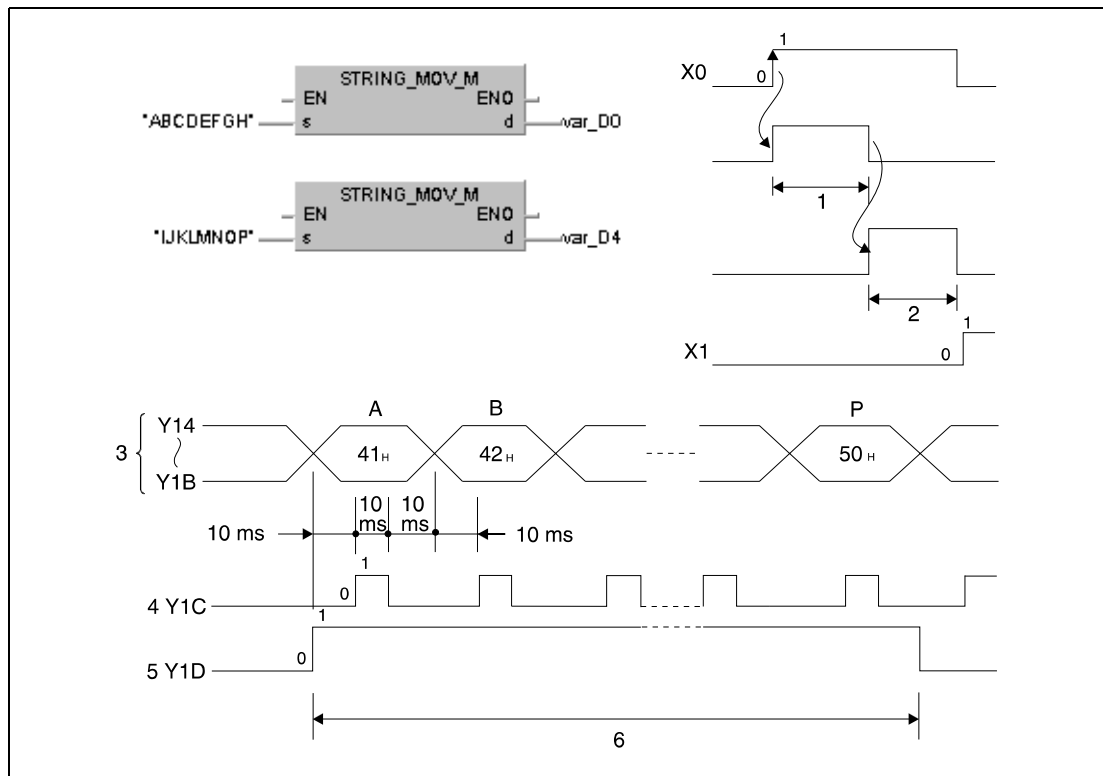 STRING_MOV_M
EN ENO
"ABCDEFGH" s d var_D0
STRING_MOV_M
EN ENO
"IJKLMNOP" s d var_D4
1
X0
0
1
2
1
X1
0
A B P
3 Y14
41H 42H 50H
Y1B
10 10
ms ms
10 ms 10 ms
1
0
4 Y1C
1
0
5 Y1D
6